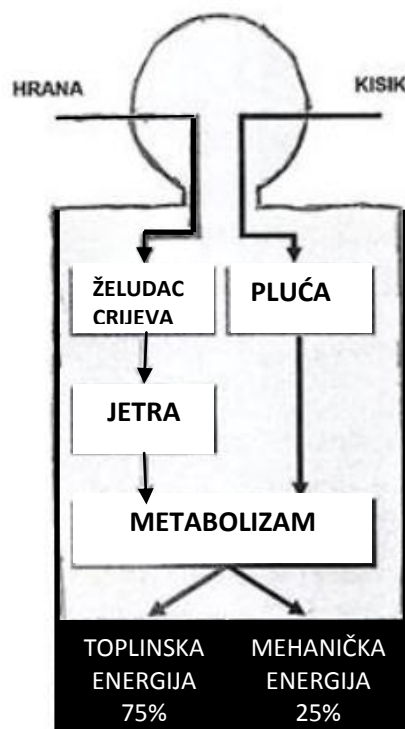 HRANA
KISIK
ŽELUDAC
CRIJEVA
PLUĆA
JETRA
METABOLIZAM
TOPLINSKA
ENERGIJA
75%
MEHANIČKA
ENERGIJA
25%